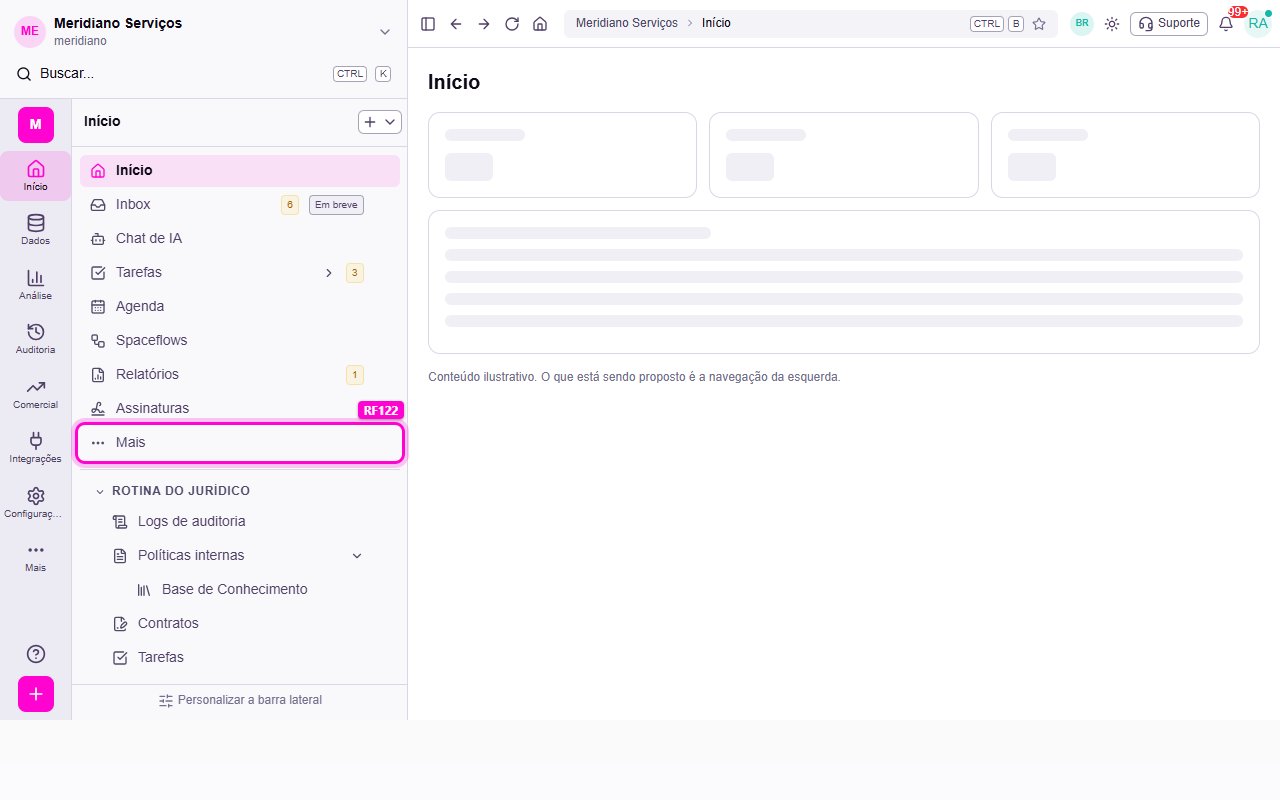 ME
Meridiano Serviços
meridiano
Buscar...
CTRL K
M
Início
Dados
Análise
Auditoria
Comercial
Integrações
Configuraç...
Mais
Início
Início
Inbox 6 Em breve
Chat de IA
Tarefas 3
Agenda
Spaceflows
Relatórios 1
Assinaturas
RF122
Mais
ROTINA DO JURÍDICO
Logs de auditoria
Políticas internas
Base de Conhecimento
Contratos
Tarefas
Personalizar a barra lateral
Meridiano Serviços > Início CTRL B
BR
Suporte
99+
RA
Início
Conteúdo ilustrativo. O que está sendo proposto é a navegação da esquerda.